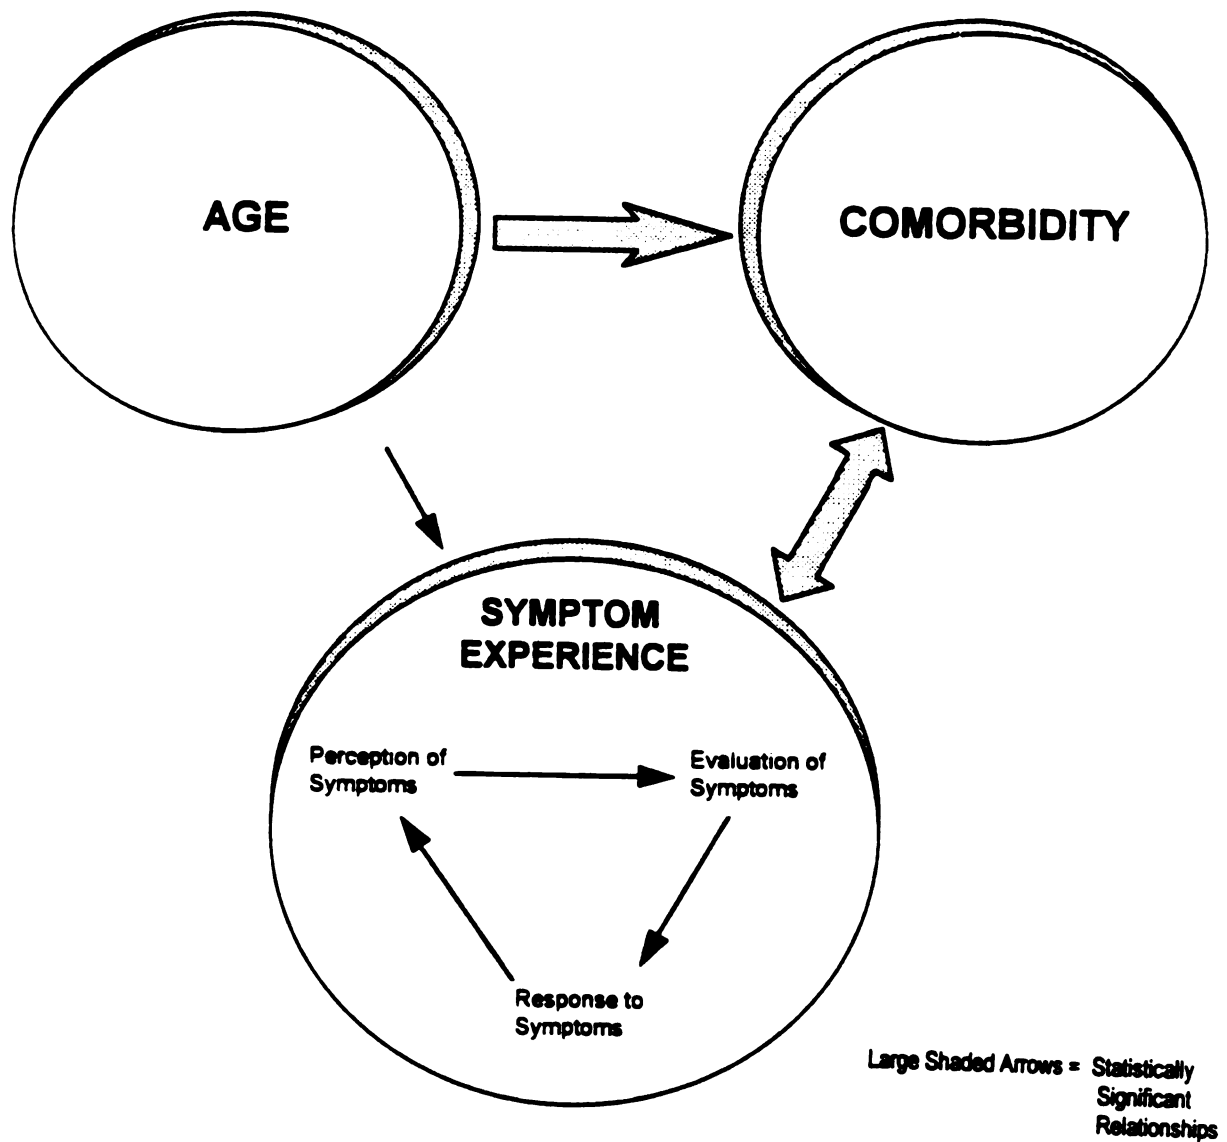 AGE
COMORBIDITY
SYMPTOM
EXPERIENCE
Perception of
Symptoms
Evaluation of
Symptoms
Response to
Symptoms
Large Shaded Arrows = Statistically
Significant
Relationships